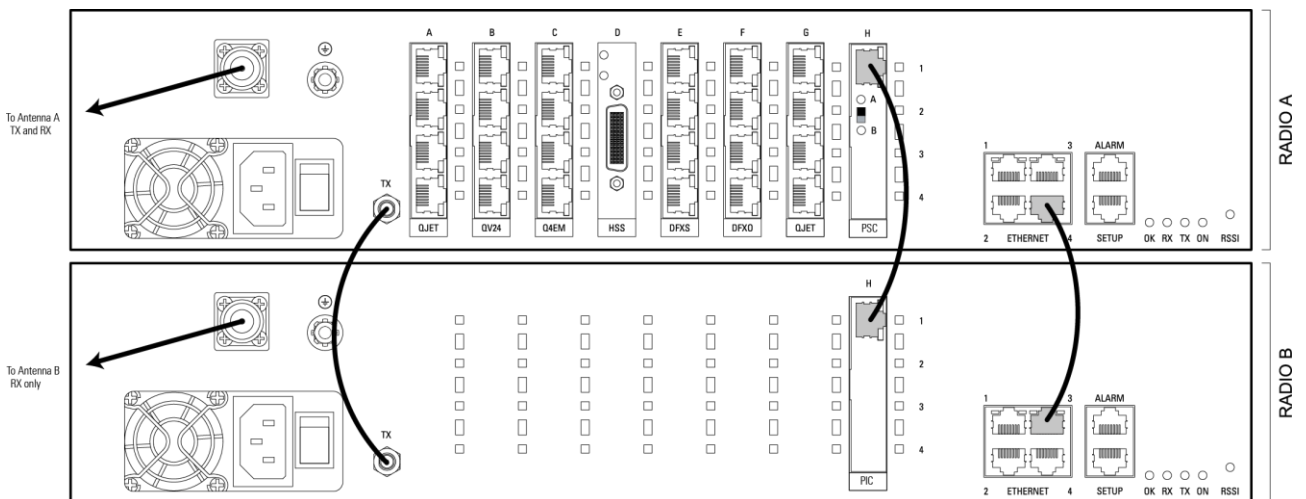 A B C D E F G H
To Antenna A
TX and RX
1
A
2
B
3
4
TX
QJET QV24 Q4EM HSS DFXS DFXO QJET PSC
1 3 ALARM
2 ETHERNET 4 SETUP OK RX TX ON RSSI
RADIO A
H
To Antenna B
RX only
1
2
3
4
TX
PIC
1 3 ALARM
2 ETHERNET 4 SETUP OK RX TX ON RSSI
RADIO B